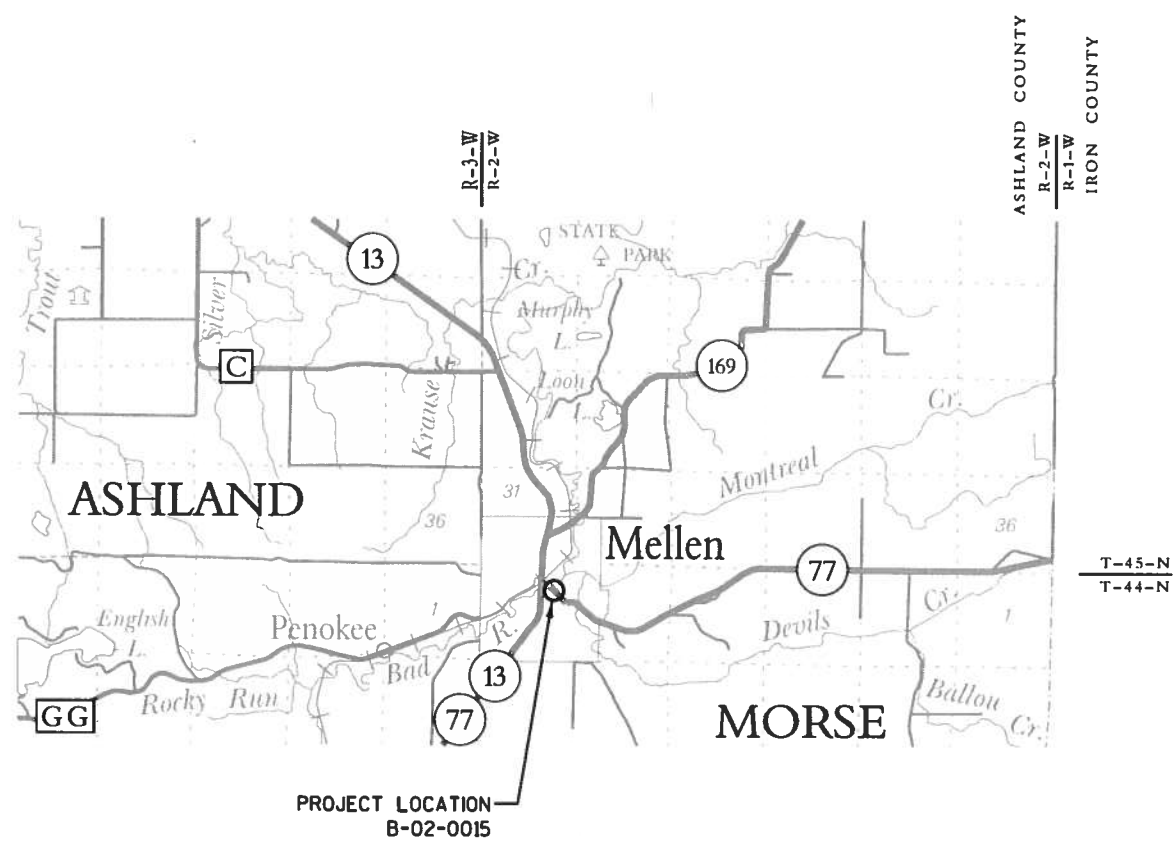 ASHLAND COUNTY
R-2-W
R-1-W
IRON COUNTY
R-3-W
R-2-W
STATE
PARK
13
Cr.
Trout
Silver
Murphy
L.
C
169
Krause
Loon
L.
Cr.
Montreal
31
ASHLAND
36
36
Mellen
77
T-45-N
T-44-N
1
1
English
L.
Penokee
R.
Devils
Cr.
Bad
13
Rocky Run
Ballou
Cr.
GG
77
MORSE
PROJECT LOCATION
B-02-0015